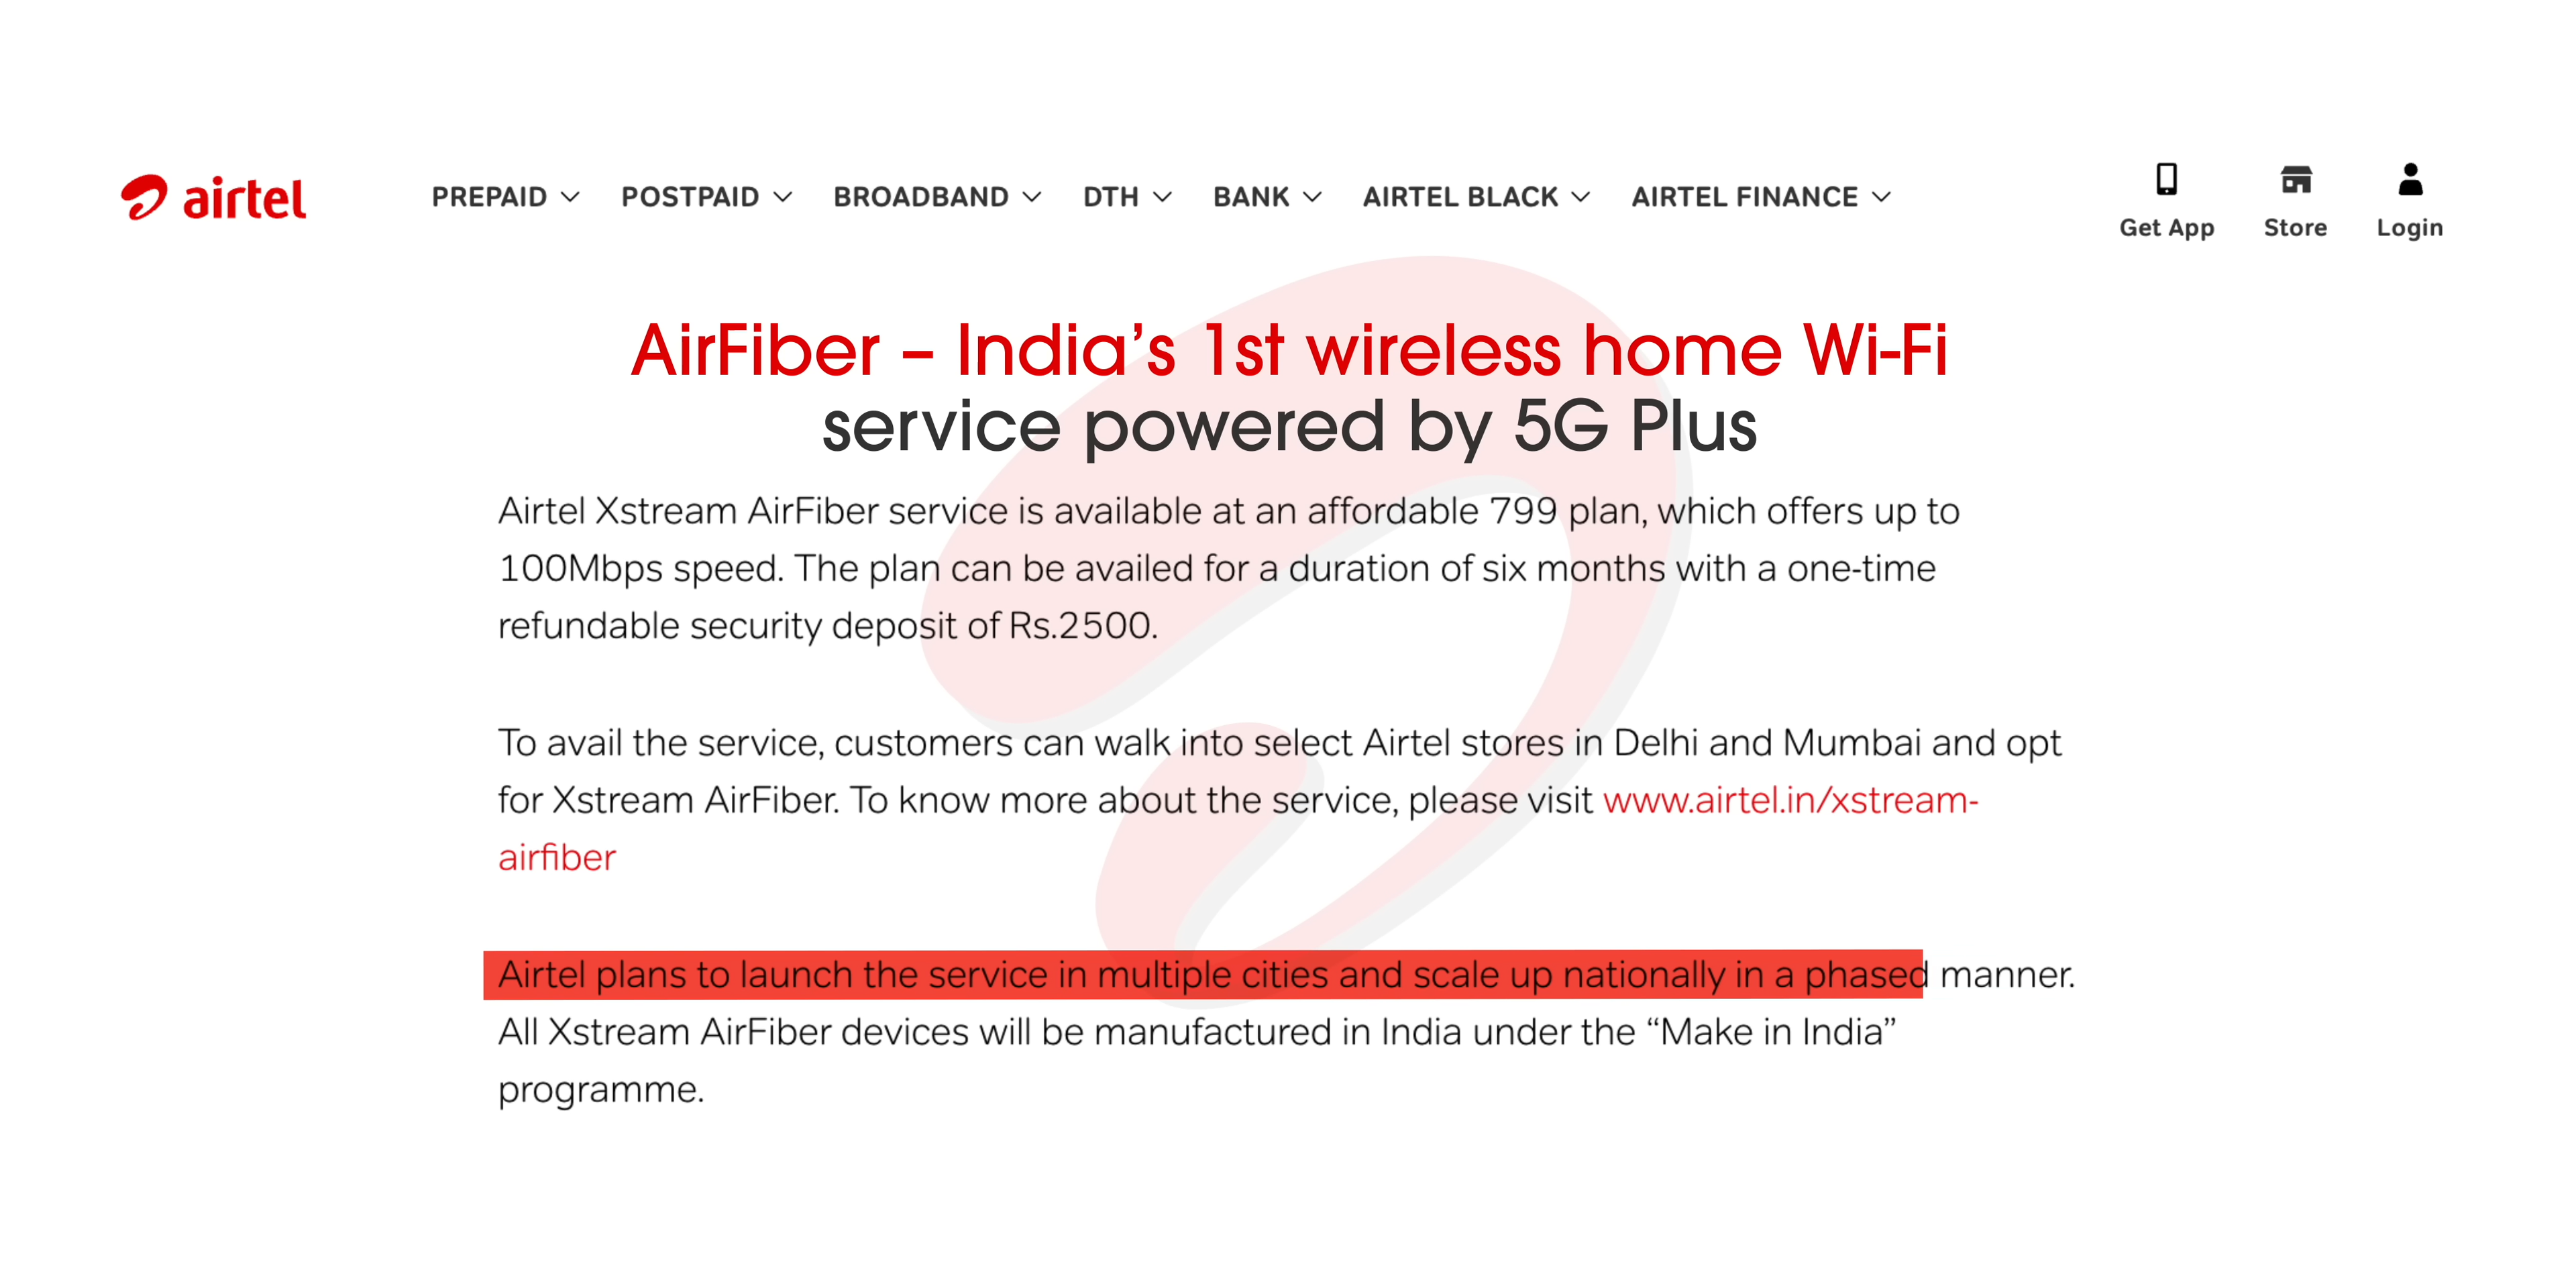 airtel
PREPAID POSTPAID BROADBAND DTH BANK AIRTEL BLACK AIRTEL FINANCE
Get App Store Login
AirFiber – India’s 1st wireless home Wi-Fi
service powered by 5G Plus
Airtel Xstream AirFiber service is available at an affordable 799 plan, which offers up to
100Mbps speed. The plan can be availed for a duration of six months with a one-time
refundable security deposit of Rs.2500.
To avail the service, customers can walk into select Airtel stores in Delhi and Mumbai and opt
for Xstream AirFiber. To know more about the service, please visit www.airtel.in/xstream-
airfiber
Airtel plans to launch the service in multiple cities and scale up nationally in a phased manner.
All Xstream AirFiber devices will be manufactured in India under the “Make in India”
programme.